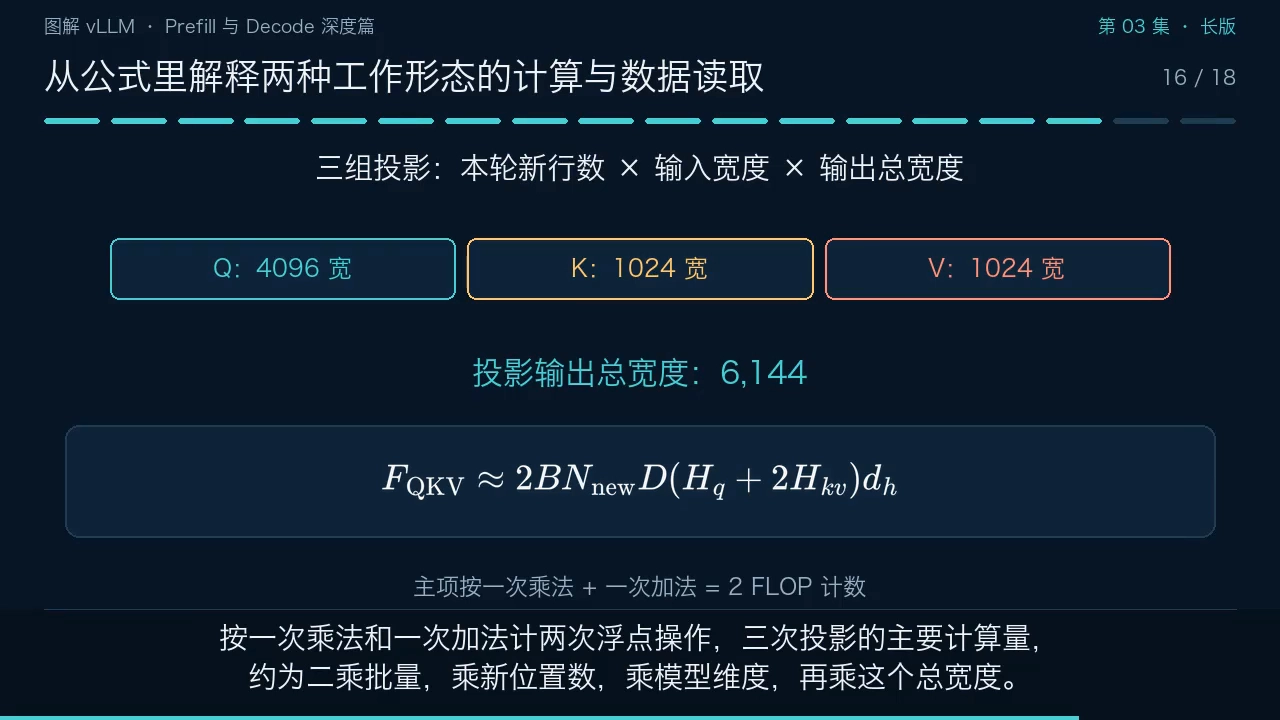 图解 vLLM · Prefill 与 Decode 深度篇
第 03 集 · 长版
从公式里解释两种工作形态的计算与数据读取
16 / 18
三组投影：本轮新行数 × 输入宽度 × 输出总宽度
Q：4096 宽
K：1024 宽
V：1024 宽
投影输出总宽度：6,144
F_QKV ≈ 2BN_new D(H_q + 2H_kv)d_h
主项按一次乘法 + 一次加法 = 2 FLOP 计数
按一次乘法和一次加法计两次浮点操作，三次投影的主要计算量，
约为二乘批量，乘新位置数，乘模型维度，再乘这个总宽度。